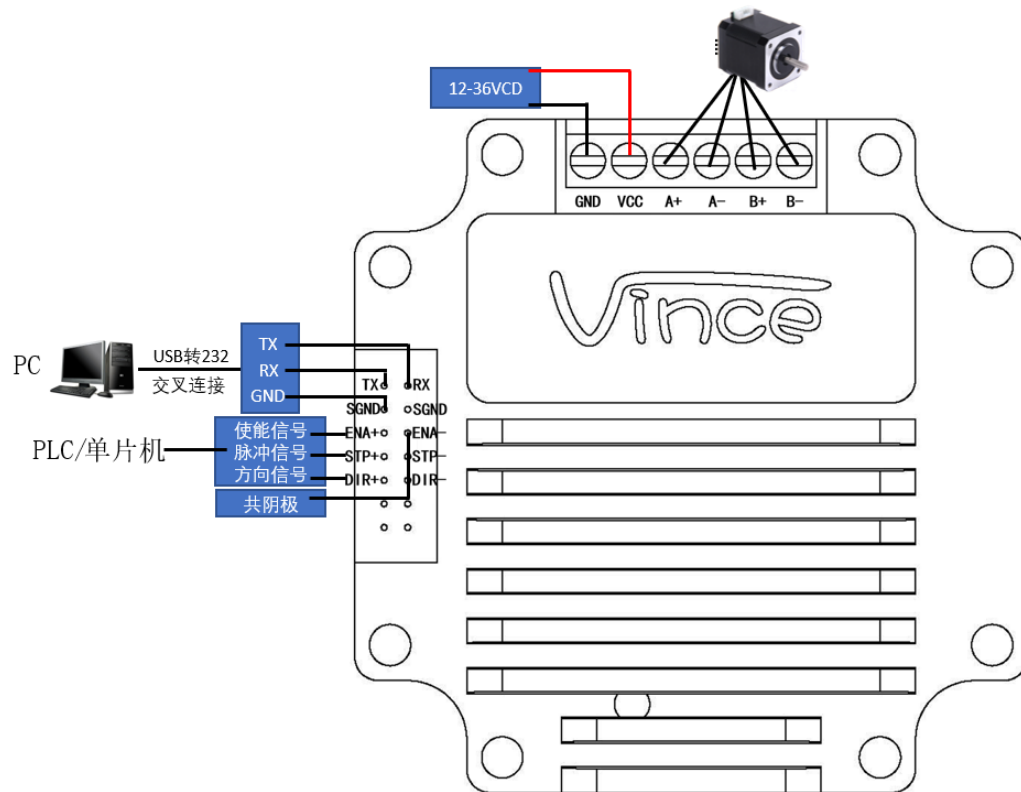 12-36VCD
GND VCC A+ A- B+ B-
Vince
PC
USB转232
交叉连接
TX
RX
GND
TX RX
SGND SGND
PLC/单片机
使能信号
脉冲信号
方向信号
共阴极
ENA+ ENA-
STP+ STP-
DIR+ DIR-